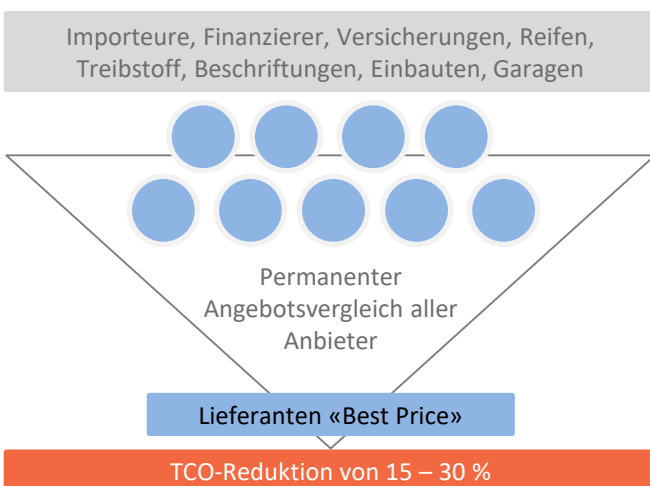 Importeure, Finanzierer, Versicherungen, Reifen,
Treibstoff, Beschriftungen, Einbauten, Garagen
Permanenter
Angebotsvergleich aller
Anbieter
Lieferanten «Best Price»
TCO-Reduktion von 15 – 30 %